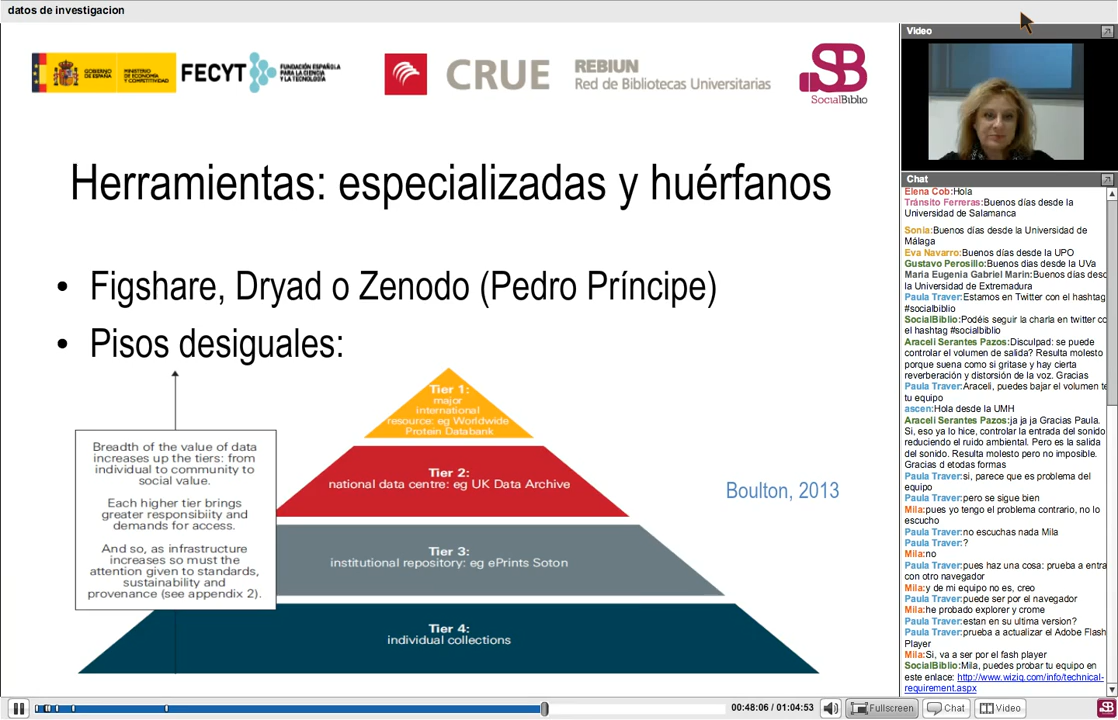 datos de investigacion
GOBIERNO
DE ESPAÑA
MINISTERIO
DE ECONOMÍA
Y COMPETITIVIDAD
FECYT
FUNDACIÓN ESPAÑOLA
PARA LA CIENCIA
Y LA TECNOLOGÍA
CRUE
REBIUN
Red de Bibliotecas Universitarias
SB
SocialBiblio
Herramientas: especializadas y huérfanos
• Figshare, Dryad o Zenodo (Pedro Príncipe)
• Pisos desiguales:
Breadth of the value of data
increases up the tiers: from
individual to community to
social value.
Each higher tier brings
greater responsibiity and
demands for access.
And so, as infrastructure
increases so must the
attention given to standards,
sustainability and
provenance (see appendix 2).
Tier 1:
major
international
resource: eg Worldwide
Protein Databank
Tier 2:
national data centre: eg UK Data Archive
Tier 3:
institutional repository: eg ePrints Soton
Tier 4:
individual collections
Boulton, 2013
Video
Chat
Elena Cob:Hola
Tránsito Ferreras:Buenos días desde la
Universidad de Salamanca
Sonia:Buenos días desde la Universidad de
Málaga
Eva Navarro:Buenos días desde la UPO
Gustavo Perosillo:Buenos dias desde la UVa
Maria Eugenia Gabriel Marin:Buenos días desd
la Universidad de Extremadura
Paula Traver:Estamos en Twitter con el hashtag
#socialbiblio
SocialBiblio:Podéis seguir la charla en twitter co
el hashtag #socialbiblio
Araceli Serantes Pazos:Disculpad: se puede
controlar el volumen de salida? Resulta molesto
porque suena como si gritase y hay cierta
reverberación y distorsión de la voz. Gracias
Paula Traver:Araceli, puedes bajar el volumen te
tu equipo
ascen:Hola desde la UMH
Araceli Serantes Pazos:ja ja ja Gracias Paula.
Si, eso ya lo hice, controlar la entrada del sonido
reduciendo el ruido ambiental. Pero es la salida
del sonido. Resulta molesto pero no imposible.
Gracias d etodas formas
Paula Traver:si, parece que es problema del
equipo
Paula Traver:pero se sigue bien
Mila:pues yo tengo el problema contrario, no lo
escucho
Paula Traver:no escuchas nada Mila
Paula Traver:?
Mila:no
Paula Traver:pues haz una cosa: prueba a entra
con otro navegador
Mila:y de mi equipo no es, creo
Paula Traver:puede ser por el navegador
Mila:he probado explorer y crome
Paula Traver:estan en su ultima version?
Paula Traver:prueba a actualizar el Adobe Flash
Player
Mila:Si, va a ser por el fash player
SocialBiblio:Mila, puedes probar tu equipo en
este enlace: http://www.wiziq.com/info/technical-
requirement.aspx
00:48:06 / 01:04:53
Fullscreen
Chat
Video
SB